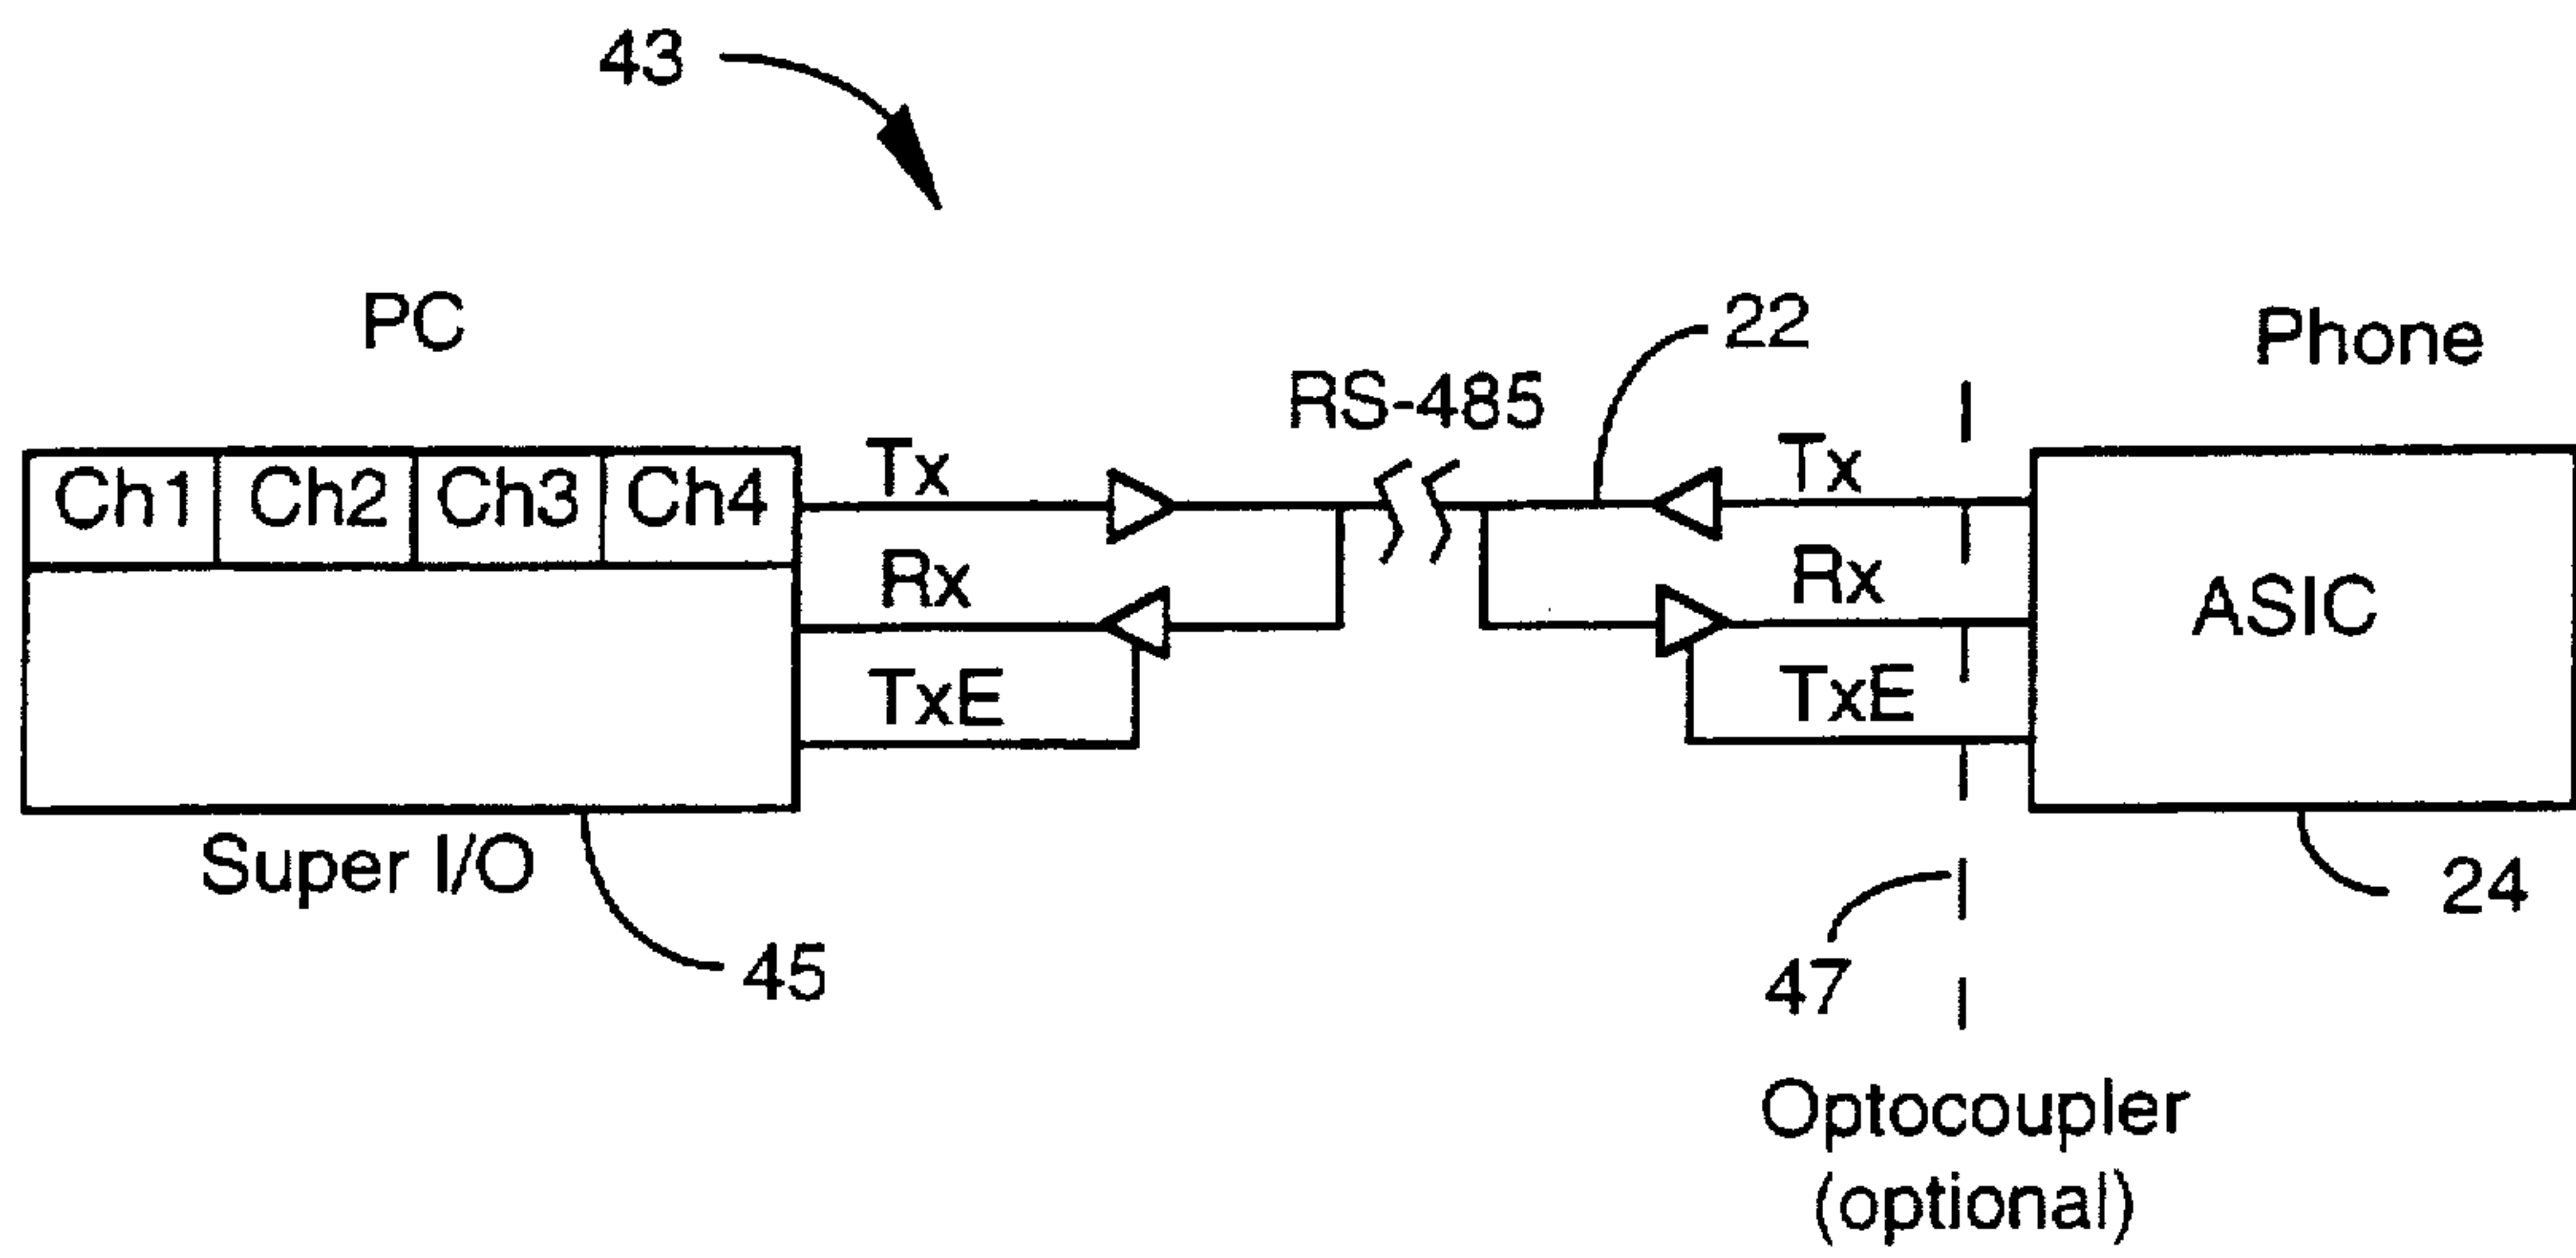 43
PC
22
Phone
RS-485
Ch1 Ch2 Ch3 Ch4
Tx
Tx
Rx
Rx
ASIC
TxE
TxE
Super I/O
24
45
47
Optocoupler
(optional)